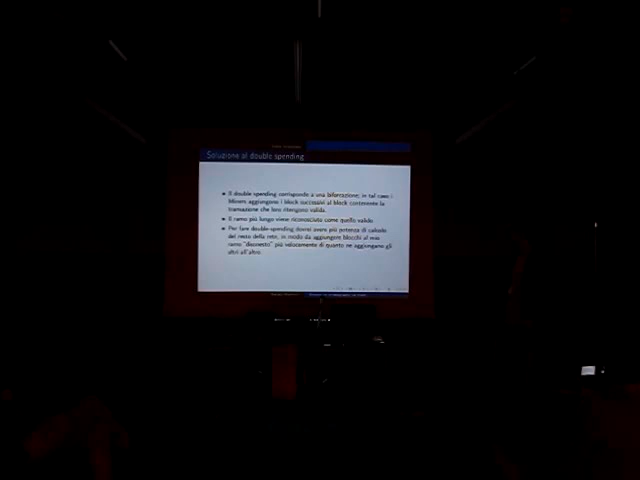 Soluzione al double spending
Il double spending corrisponde a una biforcazione; in tal caso i
Miners aggiungono i block successivi al block contenente la
transazione che loro ritengono valida.
Il ramo più lungo viene riconosciuto come quello valido
Per fare double-spending dovrei avere più potenza di calcolo
del resto della rete, in modo da aggiungere blocchi al mio
ramo "disonesto" più velocemente di quanto ne aggiungano gli
altri all'altro.